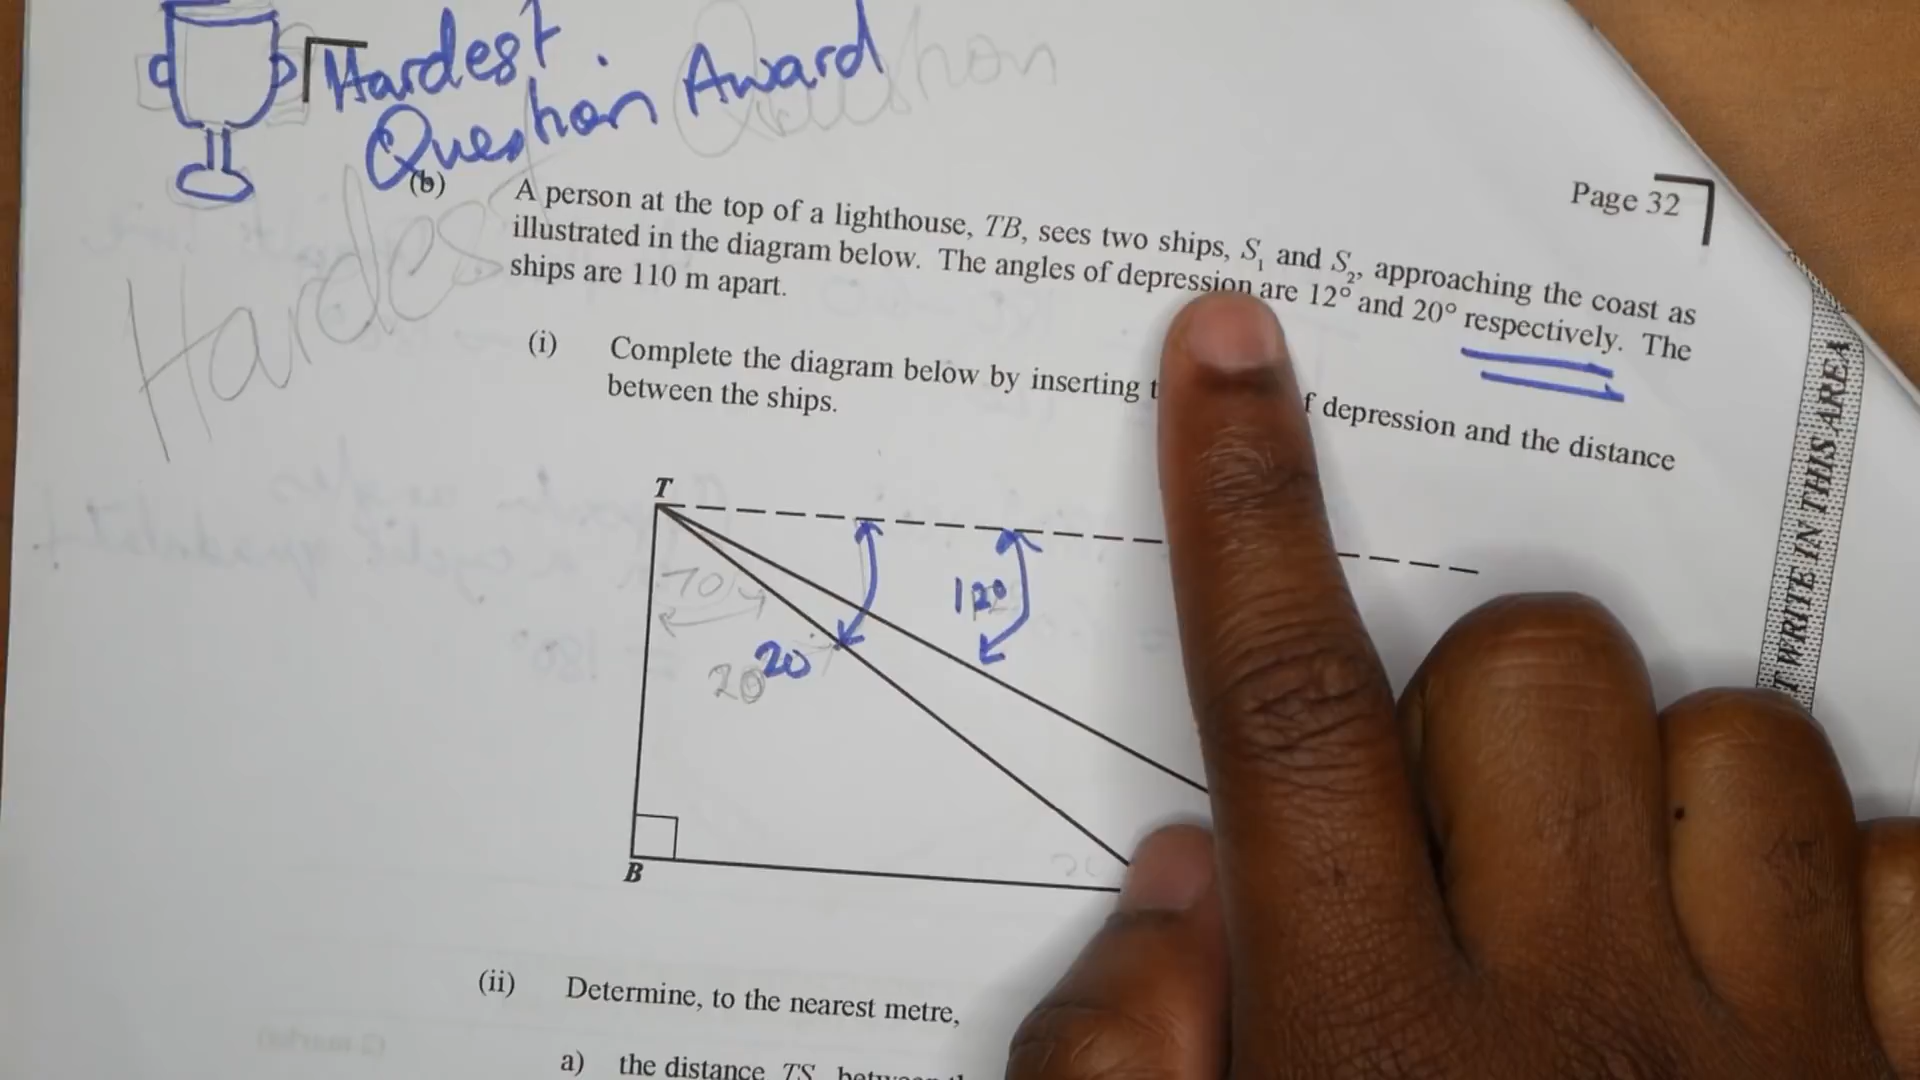 Hardest
Question Award
Question
Hardest
Page 32
(b) A person at the top of a lighthouse, TB, sees two ships, S₁ and S₂, approaching the coast as
illustrated in the diagram below. The angles of depression are 12° and 20° respectively. The
ships are 110 m apart.
(i) Complete the diagram below by inserting t f depression and the distance
between the ships.
T WRITE IN THIS AREA
T
70
12°
20
20
20
B
(ii) Determine, to the nearest metre,
a) the distance, TS